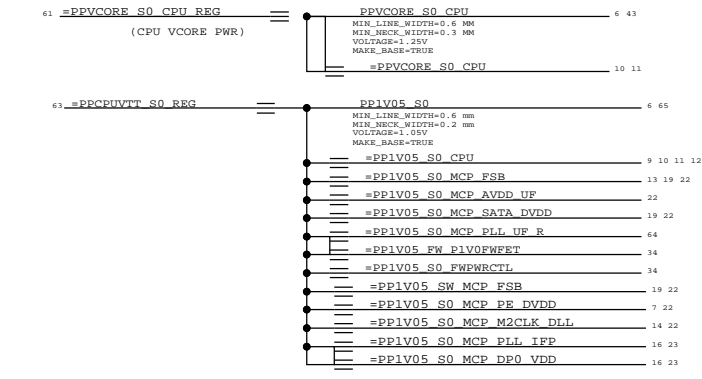 61 =PPVCORE_S0_CPU_REG PPVCORE_S0_CPU 6 43
(CPU VCORE PWR)
MIN_LINE_WIDTH=0.6 MM
MIN_NECK_WIDTH=0.3 MM
VOLTAGE=1.25V
MAKE_BASE=TRUE
=PPVCORE_S0_CPU 10 11
63 =PPCPUVTT_S0_REG PP1V05_S0 6 65
MIN_LINE_WIDTH=0.6 mm
MIN_NECK_WIDTH=0.2 mm
VOLTAGE=1.05V
MAKE_BASE=TRUE
=PP1V05_S0_CPU 9 10 11 12
=PP1V05_S0_MCP_FSB 13 19 22
=PP1V05_S0_MCP_AVDD_UF 22
=PP1V05_S0_MCP_SATA_DVDD 19 22
=PP1V05_S0_MCP_PLL_UF_R 64
=PP1V05_FW_P1V0FWFET 34
=PP1V05_S0_FWPWRCTL 34
=PP1V05_SW_MCP_FSB 19 22
=PP1V05_S0_MCP_PE_DVDD 7 22
=PP1V05_S0_MCP_M2CLK_DLL 14 22
=PP1V05_S0_MCP_PLL_IFP 16 23
=PP1V05_S0_MCP_DP0_VDD 16 23